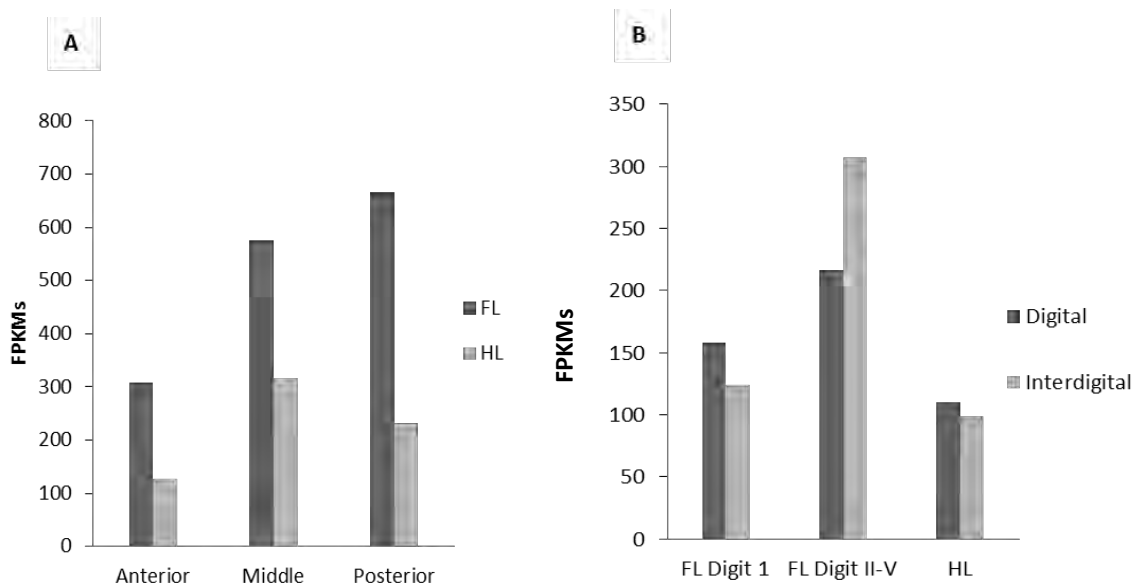 A
800
700
600
500
400
300
200
100
0
FPKMs
Anterior Middle Posterior
FL
HL
B
350
300
250
200
150
100
50
0
FPKMs
FL Digit 1 FL Digit II-V HL
Digital
Interdigital